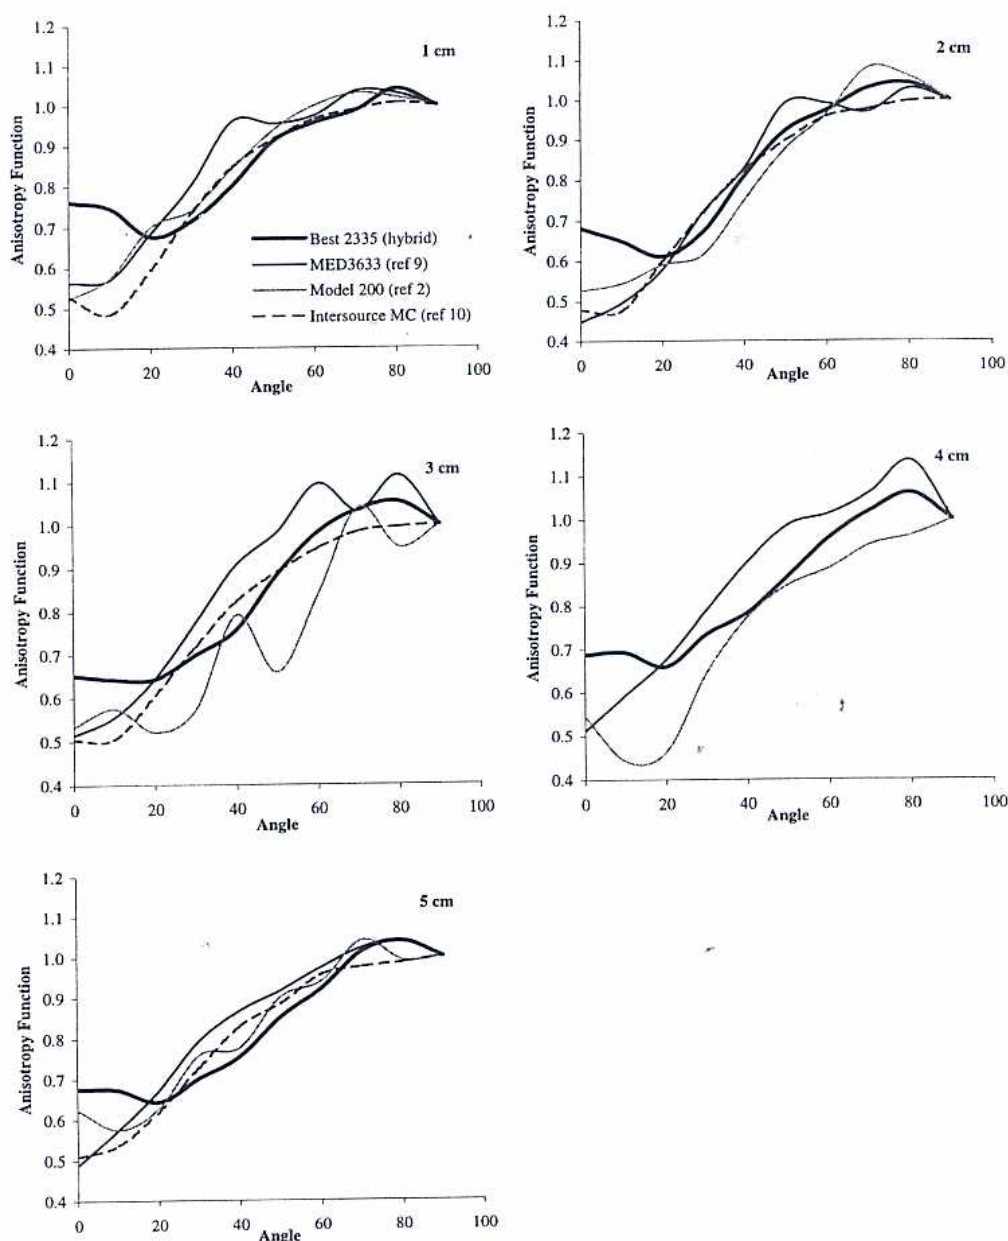 1 cm
Anisotropy Function
1.2
1.1
1.0
0.9
0.8
0.7
0.6
0.5
0.4
Best 2335 (hybrid)
MED3633 (ref 9)
Model 200 (ref 2)
Intersource MC (ref 10)
0 20 40 60 80 100
Angle
2 cm
Anisotropy Function
1.2
1.1
1.0
0.9
0.8
0.7
0.6
0.5
0.4
0 20 40 60 80 100
Angle
3 cm
Anisotropy Function
1.2
1.1
1.0
0.9
0.8
0.7
0.6
0.5
0.4
0 20 40 60 80 100
Angle
4 cm
Anisotropy Function
1.2
1.1
1.0
0.9
0.8
0.7
0.6
0.5
0.4
0 20 40 60 80 100
Angle
5 cm
Anisotropy Function
1.2
1.1
1.0
0.9
0.8
0.7
0.6
0.5
0.4
0 20 40 60 80 100
Angle